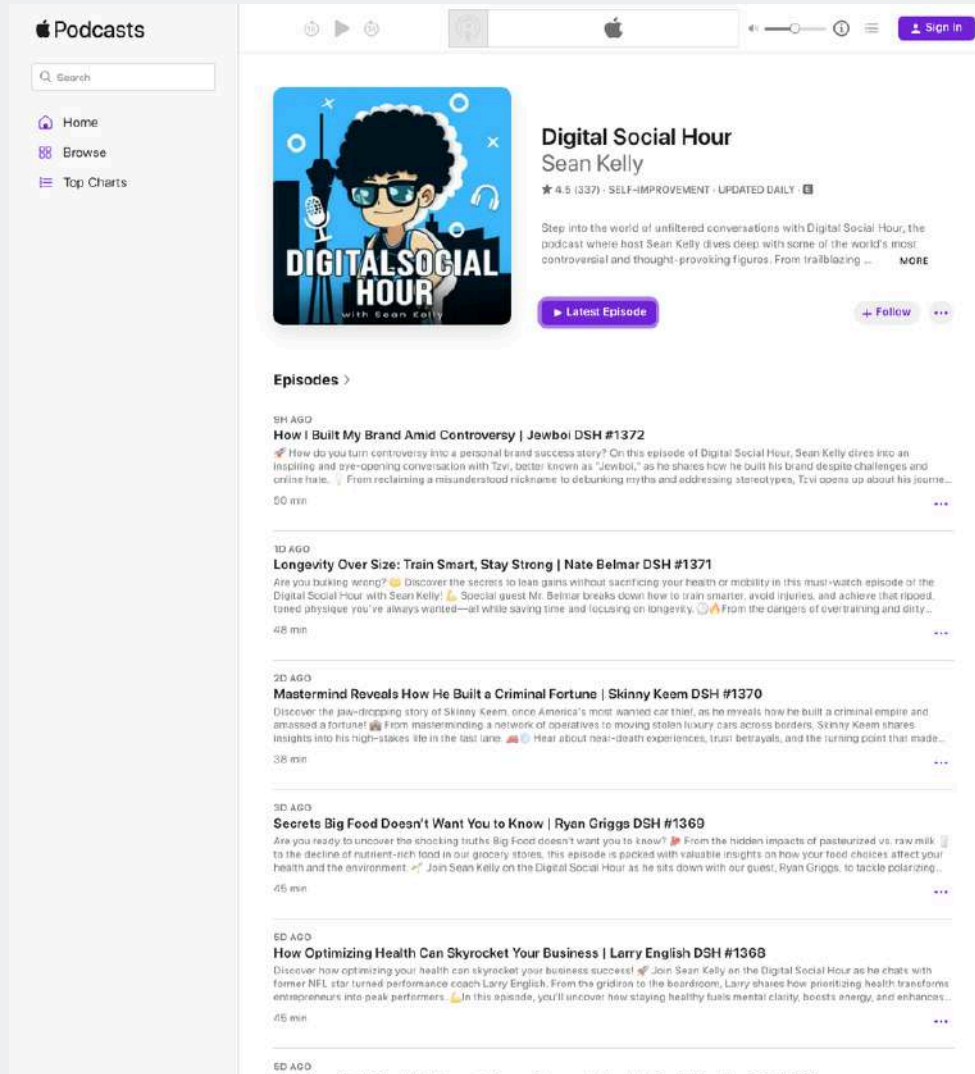 Podcasts
Search
Home
Browse
Top Charts
Sign In
DIGITAL SOCIAL
HOUR
with Sean Kelly
Digital Social Hour
Sean Kelly
★ 4.5 (337) · SELF-IMPROVEMENT · UPDATED DAILY · E
Step into the world of unfiltered conversations with Digital Social Hour, the
podcast where host Sean Kelly dives deep with some of the world's most
controversial and thought-provoking figures. From trailblazing ... MORE
▶ Latest Episode
+ Follow
Episodes >
9H AGO
How I Built My Brand Amid Controversy | Jewboi DSH #1372
🚀 How do you turn controversy into a personal brand success story? On this episode of Digital Social Hour, Sean Kelly dives into an
inspiring and eye-opening conversation with Tzvi, better known as "Jewboi," as he shares how he built his brand despite challenges and
online hate. From reclaiming a misunderstood nickname to debunking myths and addressing stereotypes, Tzvi opens up about his journe...
50 min
1D AGO
Longevity Over Size: Train Smart, Stay Strong | Nate Belmar DSH #1371
Are you bulking wrong? Discover the secrets to lean gains without sacrificing your health or mobility in this must-watch episode of the
Digital Social Hour with Sean Kelly! 💪 Special guest Mr. Belmar breaks down how to train smarter, avoid injuries, and achieve that ripped,
toned physique you've always wanted—all while saving time and focusing on longevity. 🔥 From the dangers of overtraining and dirty...
48 min
2D AGO
Mastermind Reveals How He Built a Criminal Fortune | Skinny Keem DSH #1370
Discover the jaw-dropping story of Skinny Keem, once America's most wanted car thief, as he reveals how he built a criminal empire and
amassed a fortune! From masterminding a network of operatives to moving stolen luxury cars across borders, Skinny Keem shares
insights into his high-stakes life in the fast lane. Hear about near-death experiences, trust betrayals, and the turning point that made...
38 min
3D AGO
Secrets Big Food Doesn't Want You to Know | Ryan Griggs DSH #1369
Are you ready to uncover the shocking truths Big Food doesn't want you to know? From the hidden impacts of pasteurized vs. raw milk
to the decline of nutrient-rich food in our grocery stores, this episode is packed with valuable insights on how your food choices affect your
health and the environment. 🌱 Join Sean Kelly on the Digital Social Hour as he sits down with our guest, Ryan Griggs, to tackle polarizing...
45 min
5D AGO
How Optimizing Health Can Skyrocket Your Business | Larry English DSH #1368
Discover how optimizing your health can skyrocket your business success! 🚀 Join Sean Kelly on the Digital Social Hour as he chats with
former NFL star turned performance coach Larry English. From the gridiron to the boardroom, Larry shares how prioritizing health transforms
entrepreneurs into peak performers. 💪In this episode, you'll uncover how staying healthy fuels mental clarity, boosts energy, and enhances...
45 min
5D AGO